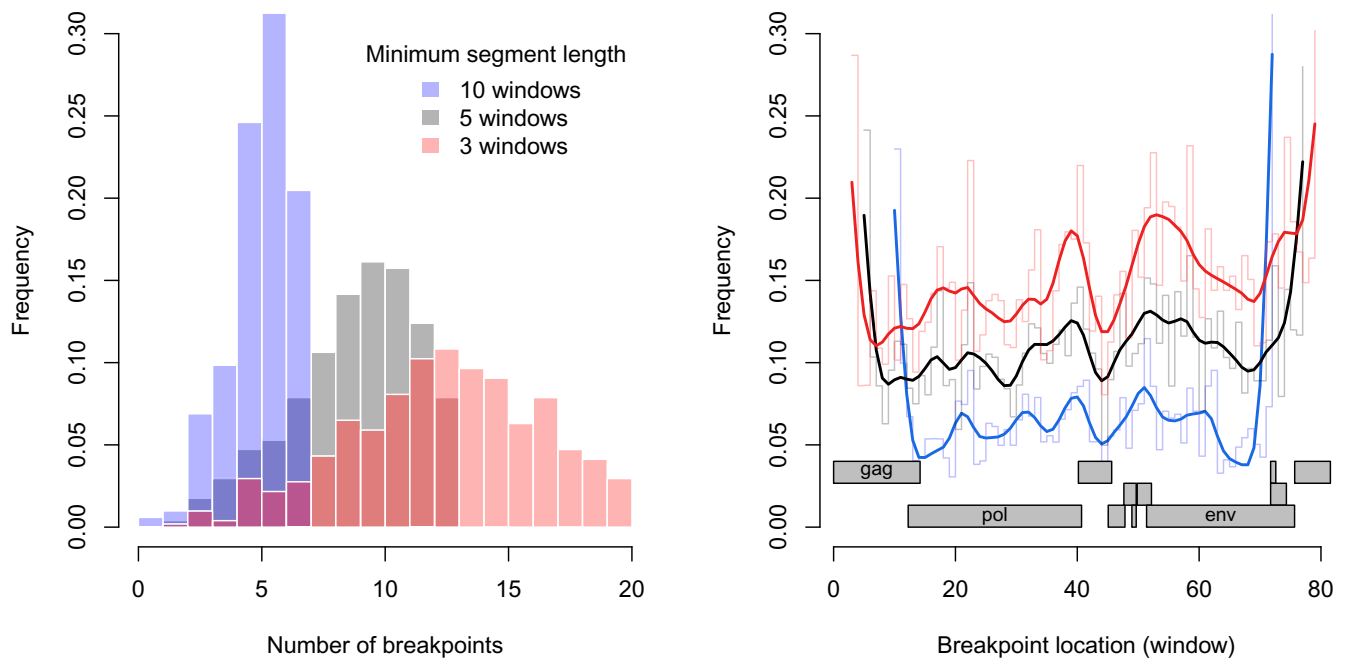 Frequency
0.00 0.05 0.10 0.15 0.20 0.25 0.30
Minimum segment length
10 windows
5 windows
3 windows
0 5 10 15 20
Number of breakpoints
Frequency
0.00 0.05 0.10 0.15 0.20 0.25 0.30
gag
pol env
0 20 40 60 80
Breakpoint location (window)